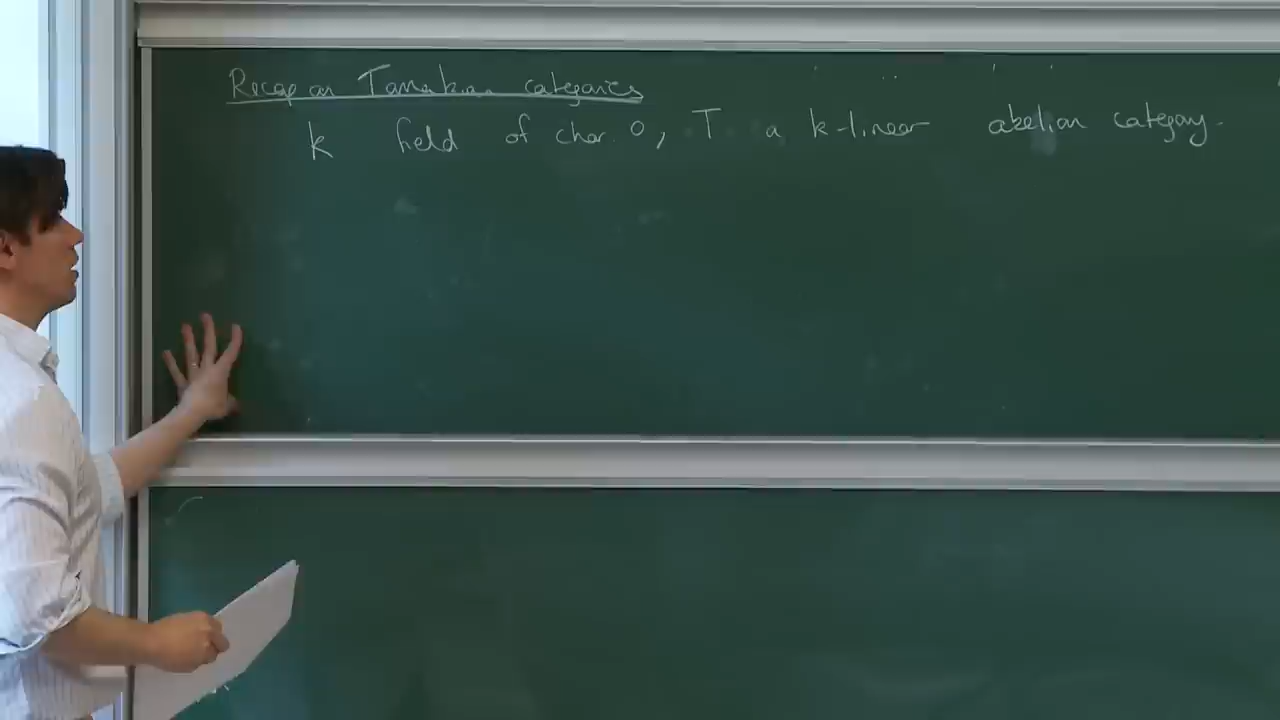 Recap on Tannakian categories
k field of char. 0, T a k-linear abelian category.